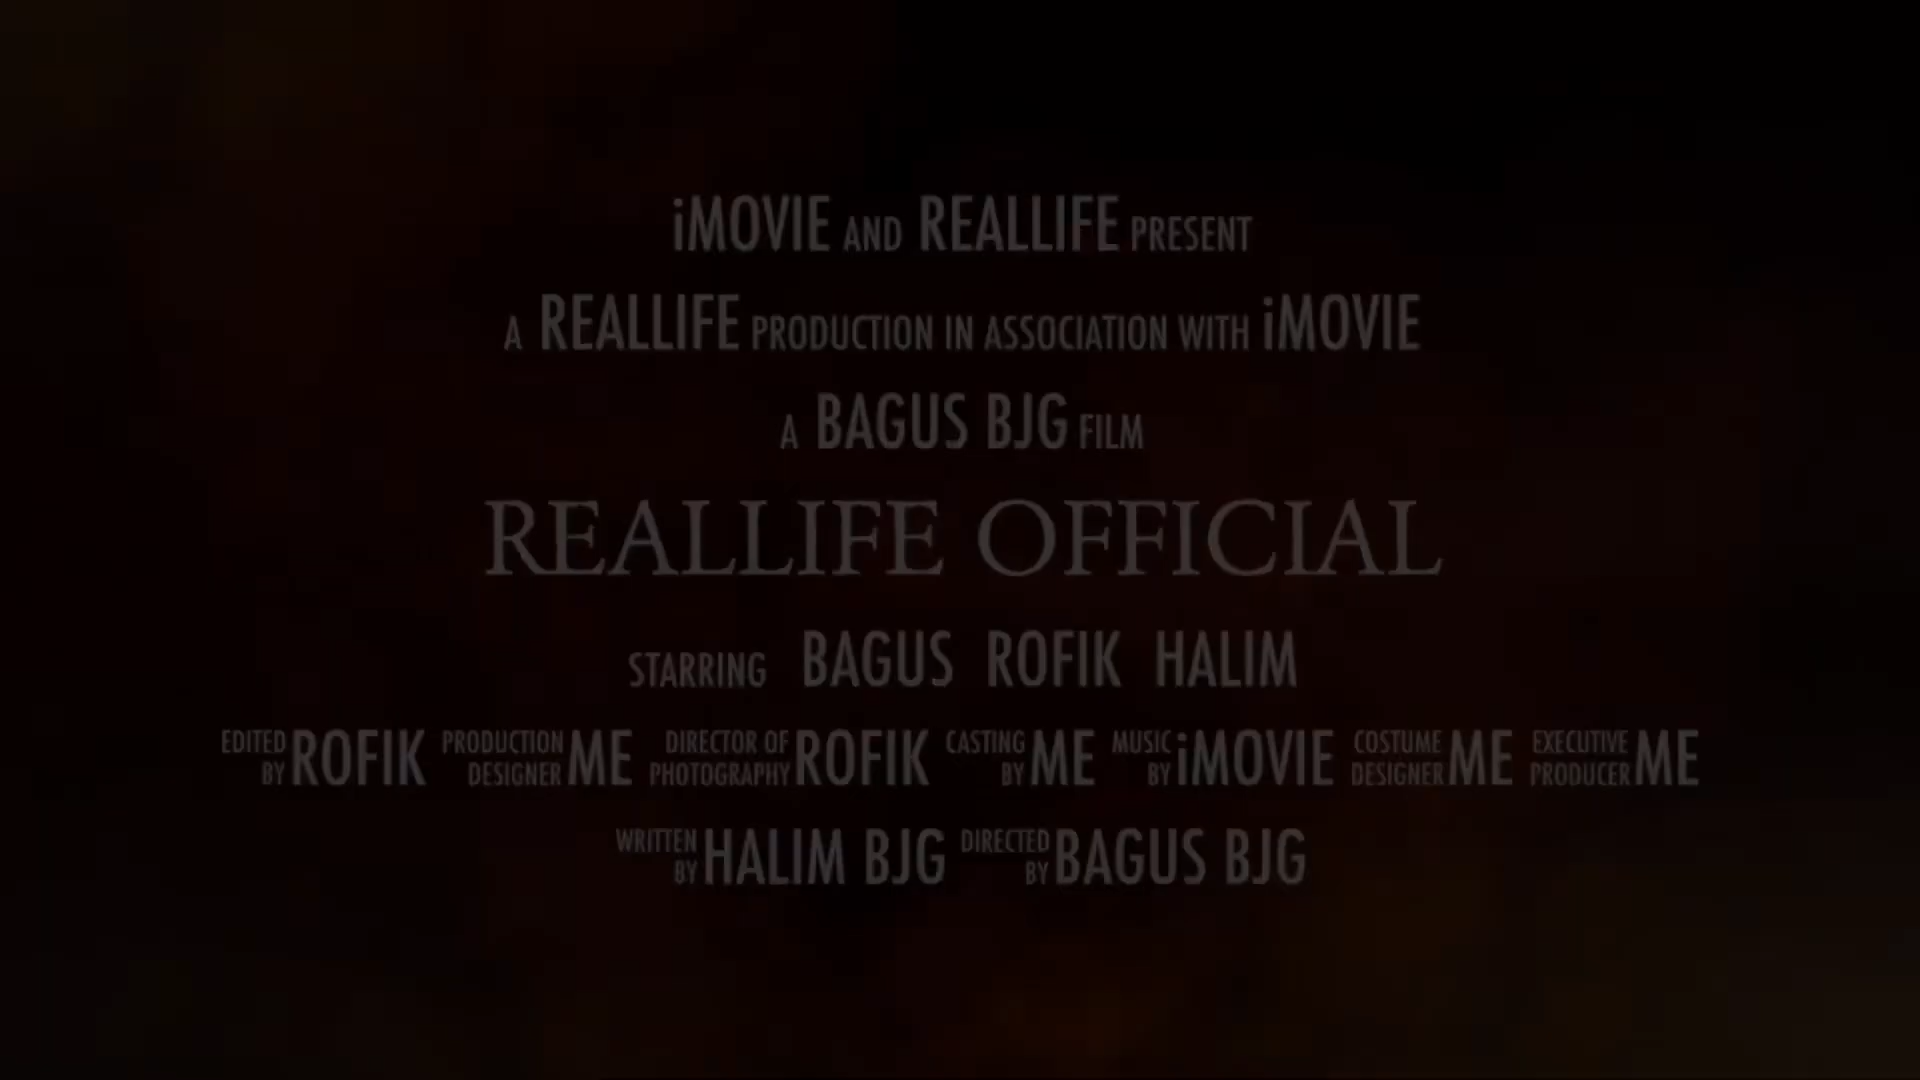 iMOVIE AND REALLIFE PRESENT
A REALLIFE PRODUCTION IN ASSOCIATION WITH iMOVIE
A BAGUS BJG FILM
REALLIFE OFFICIAL
STARRING BAGUS ROFIK HALIM
EDITED BY ROFIK PRODUCTION DESIGNER ME DIRECTOR OF PHOTOGRAPHY ROFIK CASTING BY ME MUSIC BY iMOVIE COSTUME DESIGNER ME EXECUTIVE PRODUCER ME
WRITTEN BY HALIM BJG DIRECTED BY BAGUS BJG